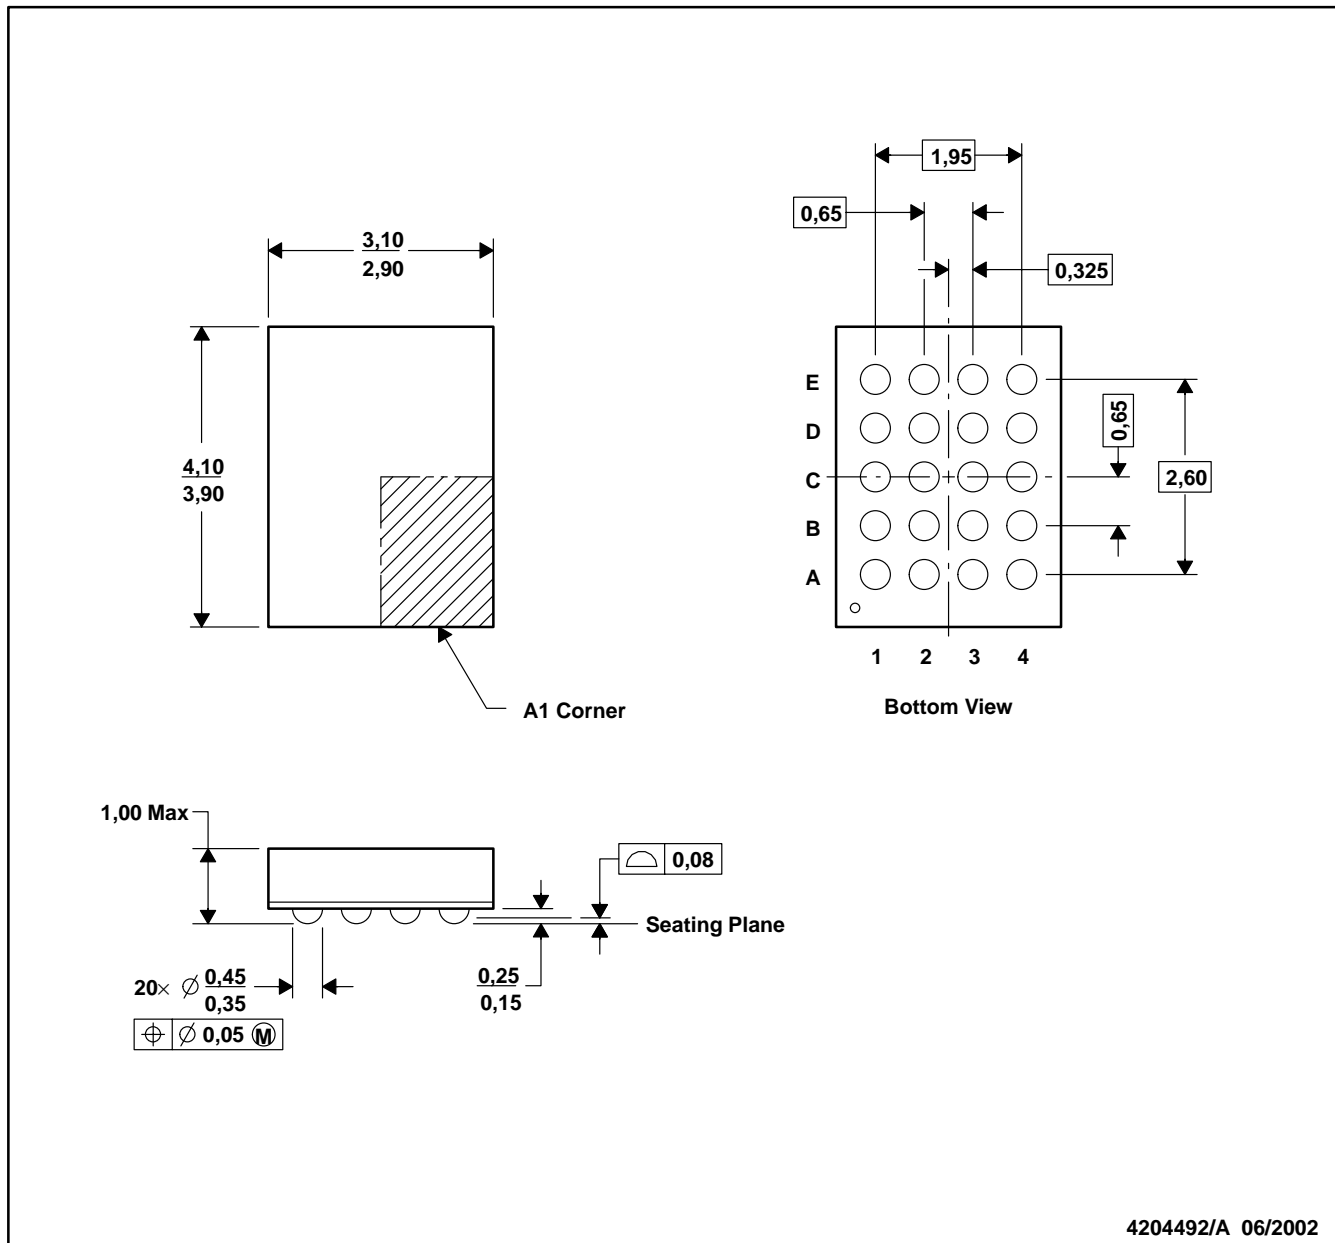 1,95
0,65
3,10
2,90
0,325
E
D
4,10
3,90
C
0,65
2,60
B
A
1 2 3 4
A1 Corner
Bottom View
1,00 Max
0,08
Seating Plane
20× ∅ 0,45
0,35
0,25
0,15
⌖ ∅ 0,05 Ⓜ
4204492/A 06/2002